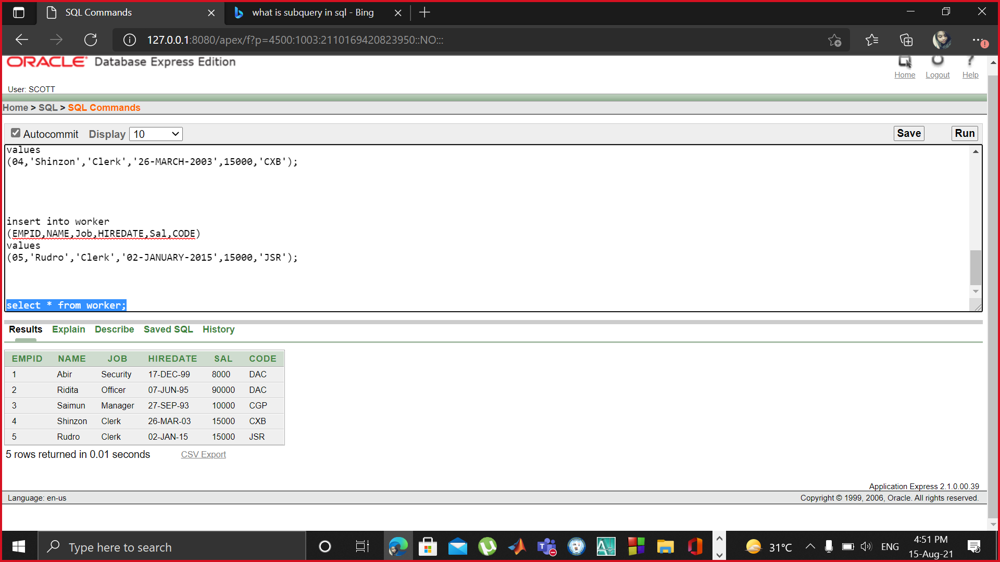 SQL Commands
what is subquery in sql - Bing
127.0.0.1:8080/apex/f?p=4500:1003:2110169420823950::NO:::
ORACLE Database Express Edition
Home Logout Help
User: SCOTT
Home > SQL > SQL Commands
Autocommit Display 10 Save Run
values
(04,'Shinzon','Clerk','26-MARCH-2003',15000,'CXB');
insert into worker
(EMPID,NAME,Job,HIREDATE,Sal,CODE)
values
(05,'Rudro','Clerk','02-JANUARY-2015',15000,'JSR');
select * from worker;
Results Explain Describe Saved SQL History
EMPID NAME JOB HIREDATE SAL CODE
1 Abir Security 17-DEC-99 8000 DAC
2 Ridita Officer 07-JUN-95 90000 DAC
3 Saimun Manager 27-SEP-93 10000 CGP
4 Shinzon Clerk 26-MAR-03 15000 CXB
5 Rudro Clerk 02-JAN-15 15000 JSR
5 rows returned in 0.01 seconds CSV Export
Application Express 2.1.0.00.39
Language: en-us Copyright © 1999, 2006, Oracle. All rights reserved.
Type here to search
31°C
ENG
4:51 PM
15-Aug-21